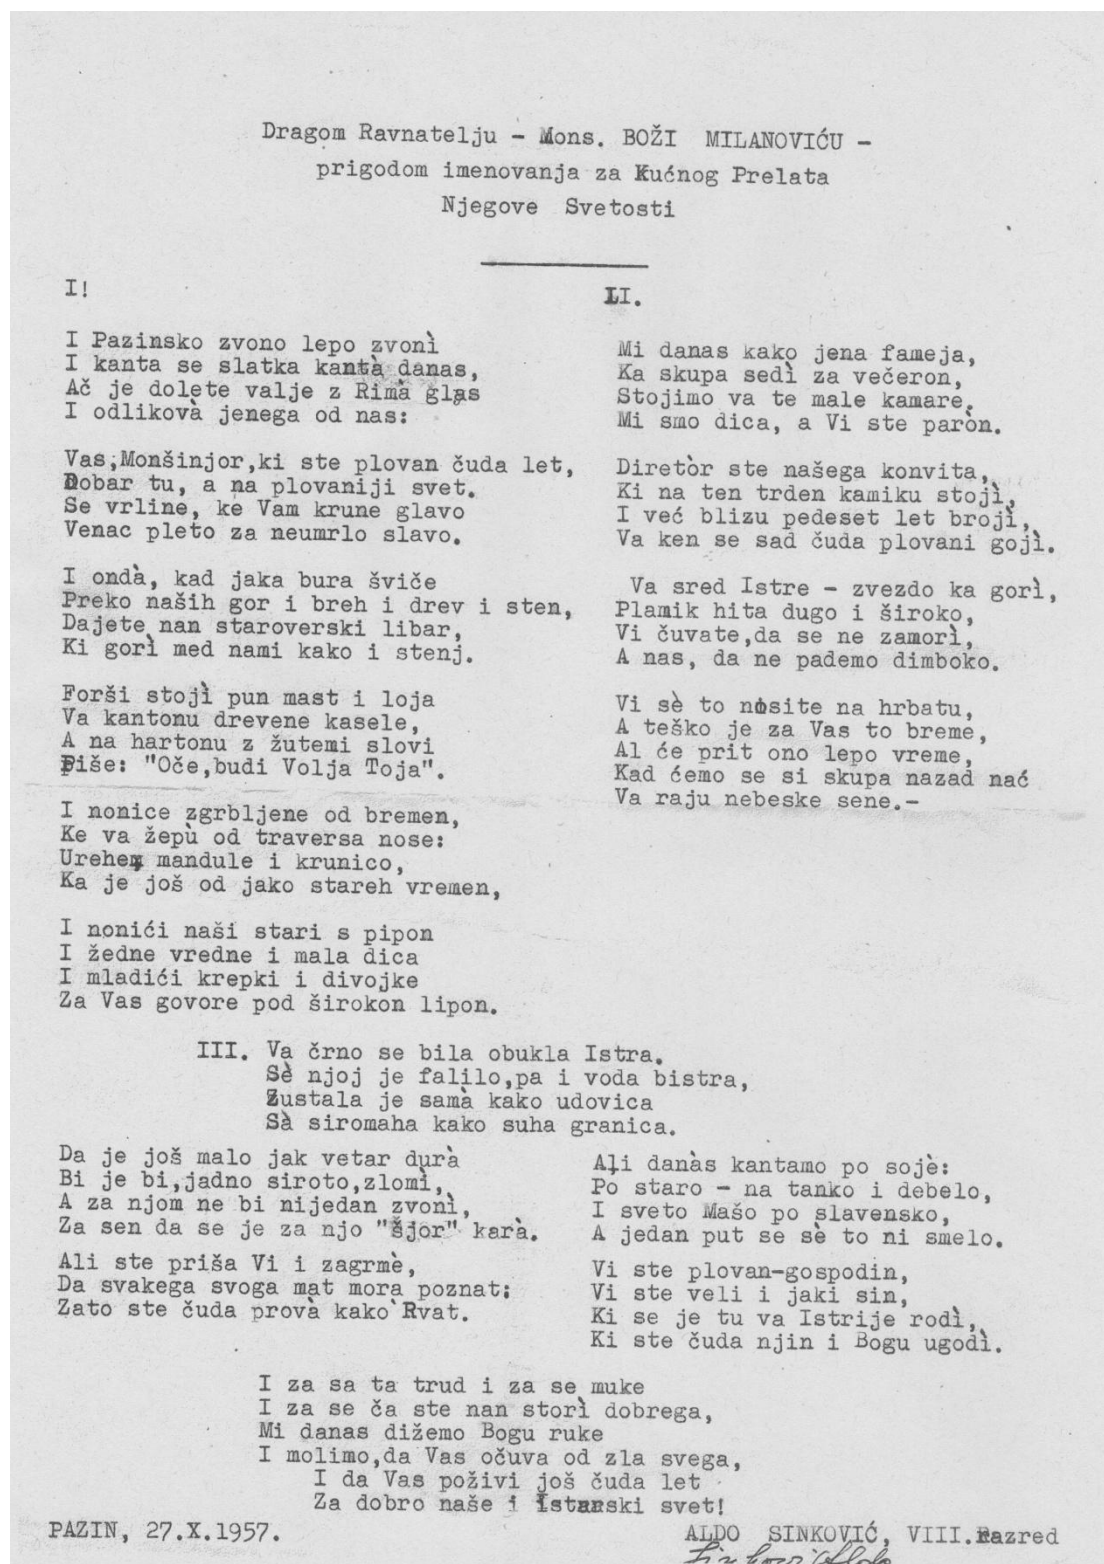 Dragom Ravnatelju - Mons. BOŽI MILANOVIĆU -
prigodom imenovanja za Kućnog Prelata
Njegove Svetosti
I!
I Pazinsko zvono lepo zvonì
I kanta se slatka kantà danas,
Ač je dolete valje z Rima glas
I odlikovà jenega od nas:
Vas,Monšinjor,ki ste plovan čuda let,
Dobar tu, a na plovaniji svet.
Se vrline, ke Vam krune glavo
Venac pleto za neumrlo slavo.
I ondà, kad jaka bura šviče
Preko naših gor i breh i drev i sten,
Dajete nan staroverski libar,
Ki gorì med nami kako i stenj.
Forši stojì pun mast i loja
Va kantonu drevene kasele,
A na hartonu z žutemi slovi
Piše: "Oče,budi Volja Toja".
I nonice zgrbljene od bremen,
Ke va žepù od traversa nose:
Urehe, mandule i krunico,
Ka je još od jako stareh vremen,
I nonići naši stari s pipon
I žedne vredne i mala dica
I mladići krepki i divojke
Za Vas govore pod širokon lipon.
II.
Mi danas kako jena fameja,
Ka skupa sedì za večeron,
Stojimo va te male kamare.
Mi smo dica, a Vi ste paròn.
Diretòr ste našega konvita,
Ki na ten trden kamiku stojì,
I već blizu pedeset let brojì,
Va ken se sad čuda plovani gojì.
Va sred Istre - zvezdo ka gorì,
Plamik hita dugo i široko,
Vi čuvate,da se ne zamorì,
A nas, da ne pademo dimboko.
Vi sè to nosite na hrbatu,
A teško je za Vas to breme,
Al će prit ono lepo vreme,
Kad ćemo se si skupa nazad nać
Va raju nebeske sene.-
III. Va črno se bila obukla Istra.
Sè njoj je falilo,pa i voda bistra,
Zustala je samà kako udovica
Sà siromaha kako suha granica.
Da je još malo jak vetar durà
Bi je bi,jadno siroto,zlomì,
A za njom ne bi nijedan zvonì,
Za sen da se je za njo "šjor" karà.
Ali ste priša Vi i zagrmè,
Da svakega svoga mat mora poznat:
Zato ste čuda provà kako Rvat.
Ali danàs kantamo po sojè:
Po staro - na tanko i debelo,
I sveto Mašo po slavensko,
A jedan put se sè to ni smelo.
Vi ste plovan-gospodin,
Vi ste veli i jaki sin,
Ki se je tu va Istrije rodì,
Ki ste čuda njin i Bogu ugodì.
I za sa ta trud i za se muke
I za se ča ste nan storì dobrega,
Mi danas dižemo Bogu ruke
I molimo,da Vas očuva od zla svega,
I da Vas poživi još čuda let
Za dobro naše i Istarski svet!
PAZIN, 27.X.1957.
ALDO SINKOVIĆ, VIII.Razred
Sinković Aldo